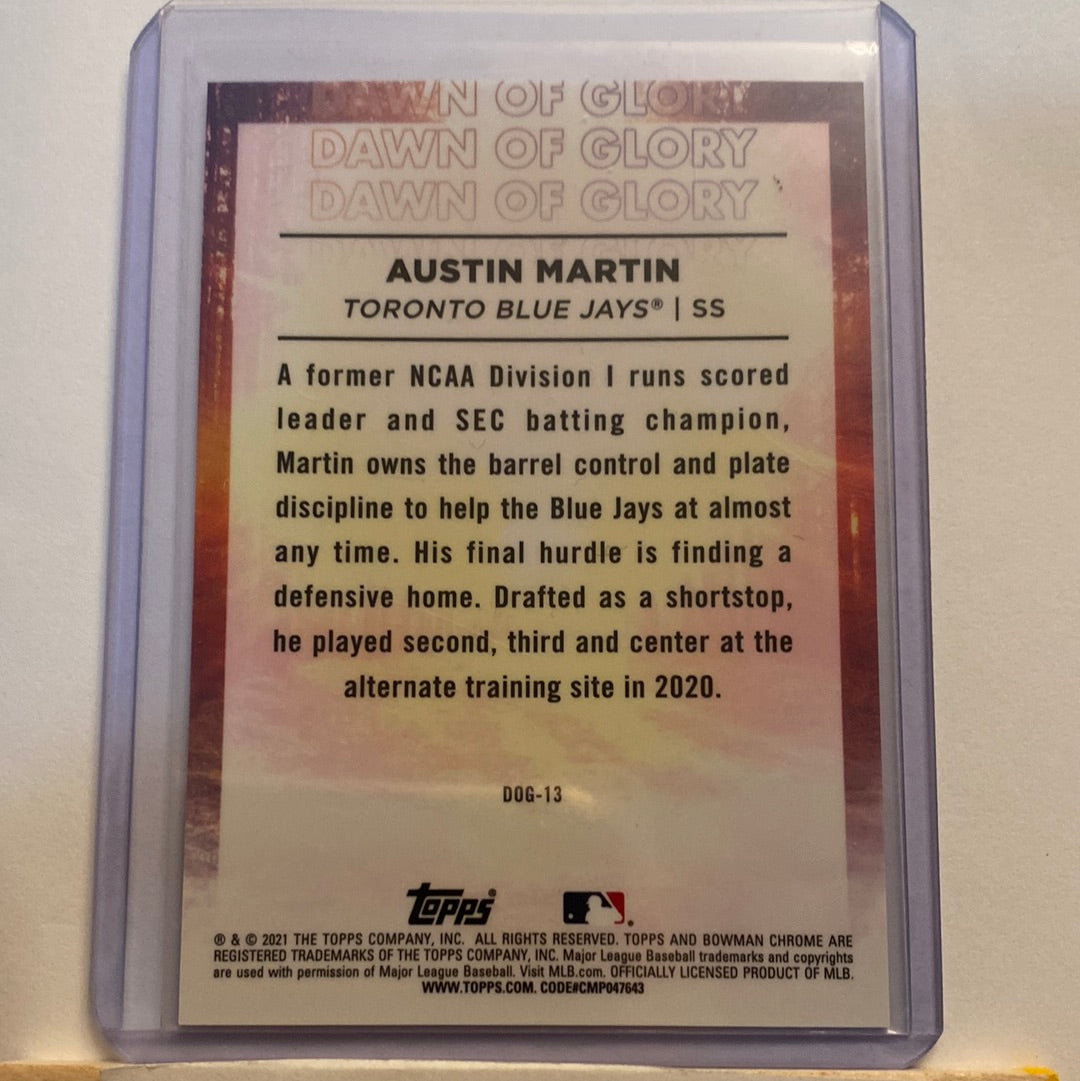 DAWN OF GLORY
DAWN OF GLORY
DAWN OF GLORY
AUSTIN MARTIN
TORONTO BLUE JAYS® | SS
A former NCAA Division I runs scored
leader and SEC batting champion,
Martin owns the barrel control and plate
discipline to help the Blue Jays at almost
any time. His final hurdle is finding a
defensive home. Drafted as a shortstop,
he played second, third and center at the
alternate training site in 2020.
DOG-13
Topps®
® & © 2021 THE TOPPS COMPANY, INC. ALL RIGHTS RESERVED. TOPPS AND BOWMAN CHROME ARE
REGISTERED TRADEMARKS OF THE TOPPS COMPANY, INC. Major League Baseball trademarks and copyrights
are used with permission of Major League Baseball. Visit MLB.com. OFFICIALLY LICENSED PRODUCT OF MLB.
WWW.TOPPS.COM. CODE#CMP047643